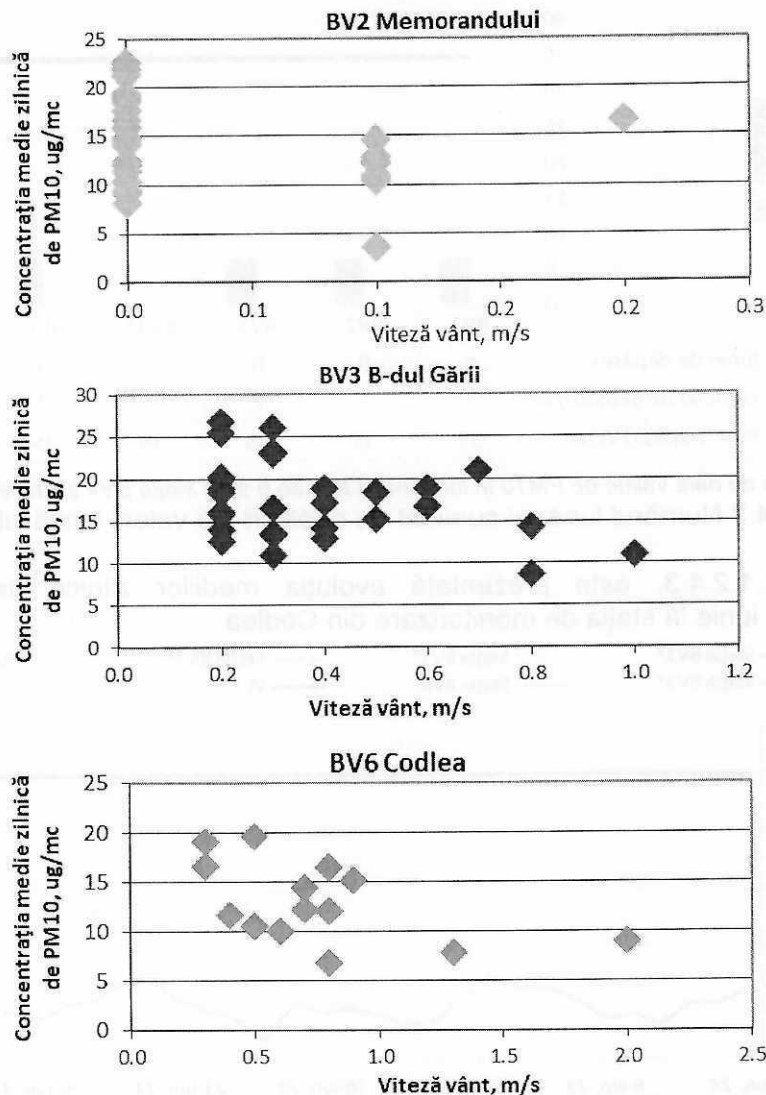 BV2 Memorandului
Concentrația medie zilnică
de PM10, ug/mc
25
20
15
10
5
0
0.0 0.1 0.1 0.2 0.2 0.3
Viteză vânt, m/s
BV3 B-dul Gării
Concentrația medie zilnică
de PM10, ug/mc
30
25
20
15
10
5
0
0.0 0.2 0.4 0.6 0.8 1.0 1.2
Viteză vânt, m/s
BV6 Codlea
Concentrația medie zilnică
de PM10, ug/mc
25
20
15
10
5
0
0.0 0.5 1.0 1.5 2.0 2.5
Viteză vânt, m/s